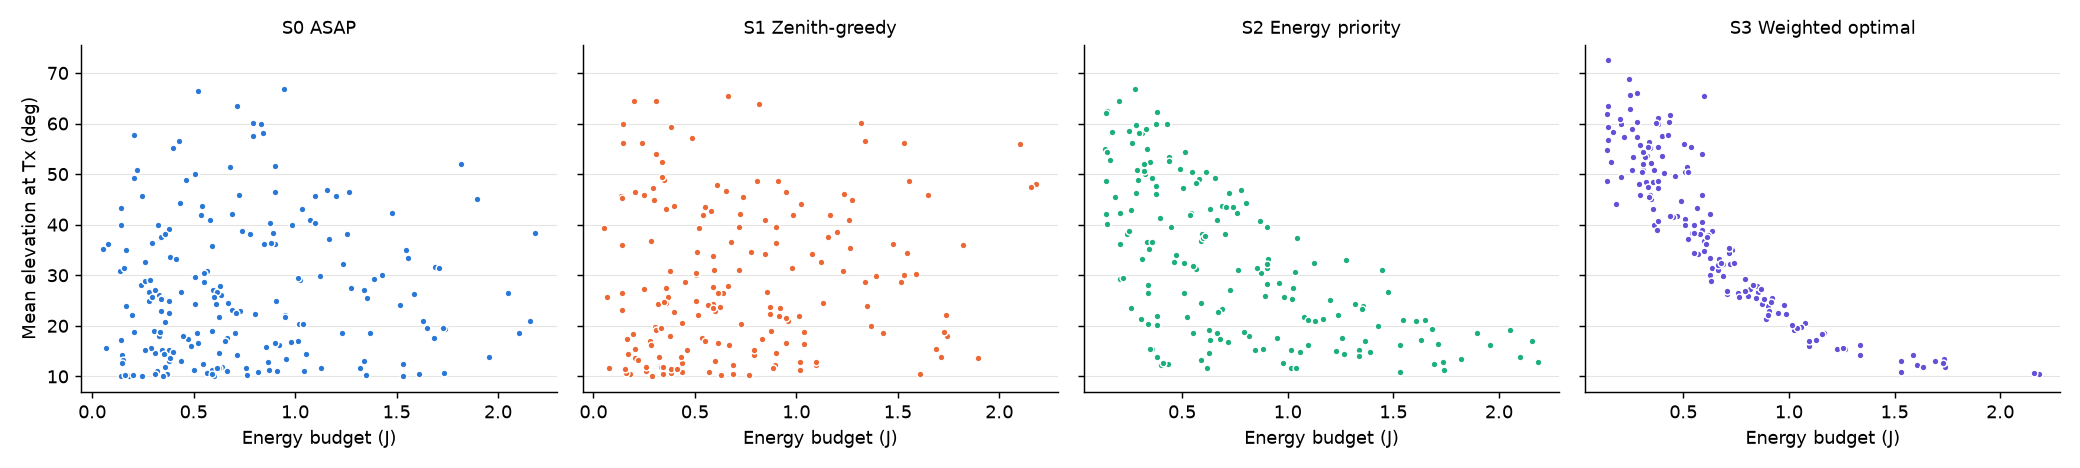 S0 ASAP
S1 Zenith-greedy
S2 Energy priority
S3 Weighted optimal
Mean elevation at Tx (deg)
70
60
50
40
30
20
10
0.0 0.5 1.0 1.5 2.0
0.0 0.5 1.0 1.5 2.0
0.5 1.0 1.5 2.0
0.5 1.0 1.5 2.0
Energy budget (J)
Energy budget (J)
Energy budget (J)
Energy budget (J)